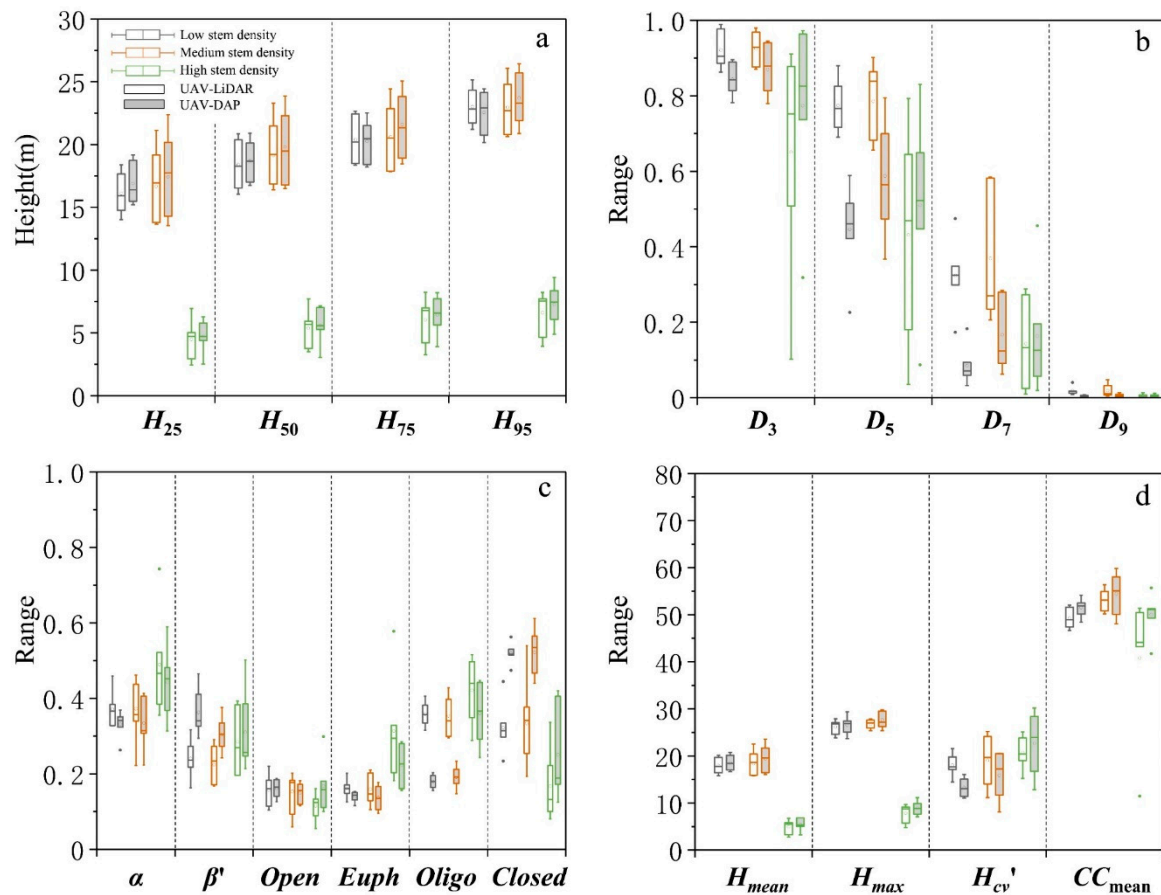 a
Low stem density
Medium stem density
High stem density
UAV-LiDAR
UAV-DAP
Height(m)
30
25
20
15
10
5
0
H25 H50 H75 H95
b
Range
1.0
0.8
0.6
0.4
0.2
0
D3 D5 D7 D9
c
Range
1.0
0.8
0.6
0.4
0.2
0
α β' Open Euph Oligo Closed
d
Range
80
70
60
50
40
30
20
10
0
Hmean Hmax Hcv' CCmean